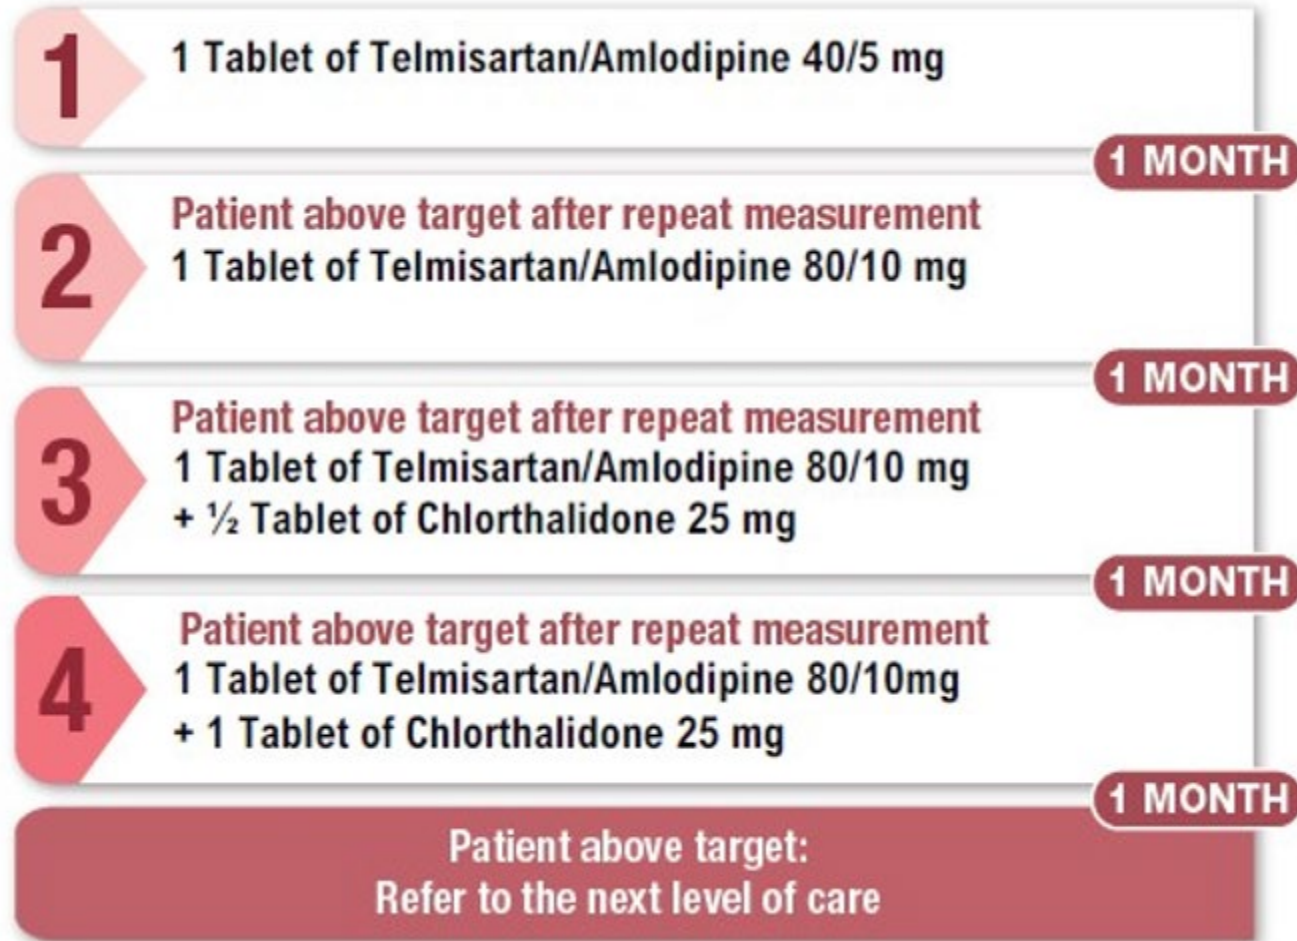 1
1 Tablet of Telmisartan/Amlodipine 40/5 mg
1 MONTH
2
Patient above target after repeat measurement
1 Tablet of Telmisartan/Amlodipine 80/10 mg
1 MONTH
3
Patient above target after repeat measurement
1 Tablet of Telmisartan/Amlodipine 80/10 mg
+ ½ Tablet of Chlorthalidone 25 mg
1 MONTH
4
Patient above target after repeat measurement
1 Tablet of Telmisartan/Amlodipine 80/10mg
+ 1 Tablet of Chlorthalidone 25 mg
1 MONTH
Patient above target:
Refer to the next level of care